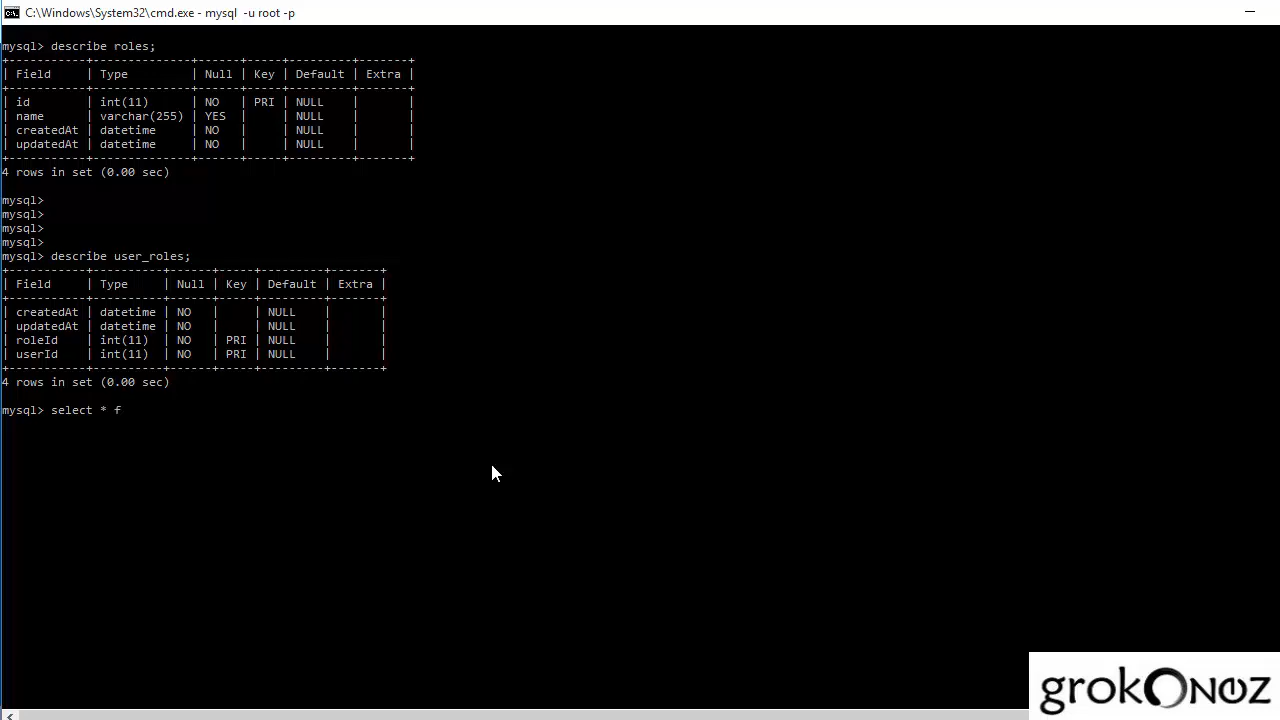 C:\Windows\System32\cmd.exe - mysql  -u root -p
mysql> describe roles;
+-----------+--------------+------+-----+---------+-------+
| Field     | Type         | Null | Key | Default | Extra |
+-----------+--------------+------+-----+---------+-------+
| id        | int(11)      | NO   | PRI | NULL    |       |
| name      | varchar(255) | YES  |     | NULL    |       |
| createdAt | datetime     | NO   |     | NULL    |       |
| updatedAt | datetime     | NO   |     | NULL    |       |
+-----------+--------------+------+-----+---------+-------+
4 rows in set (0.00 sec)
mysql>
mysql>
mysql>
mysql>
mysql> describe user_roles;
+-----------+----------+------+-----+---------+-------+
| Field     | Type     | Null | Key | Default | Extra |
+-----------+----------+------+-----+---------+-------+
| createdAt | datetime | NO   |     | NULL    |       |
| updatedAt | datetime | NO   |     | NULL    |       |
| roleId    | int(11)  | NO   | PRI | NULL    |       |
| userId    | int(11)  | NO   | PRI | NULL    |       |
+-----------+----------+------+-----+---------+-------+
4 rows in set (0.00 sec)
mysql> select * f
grokONOZ